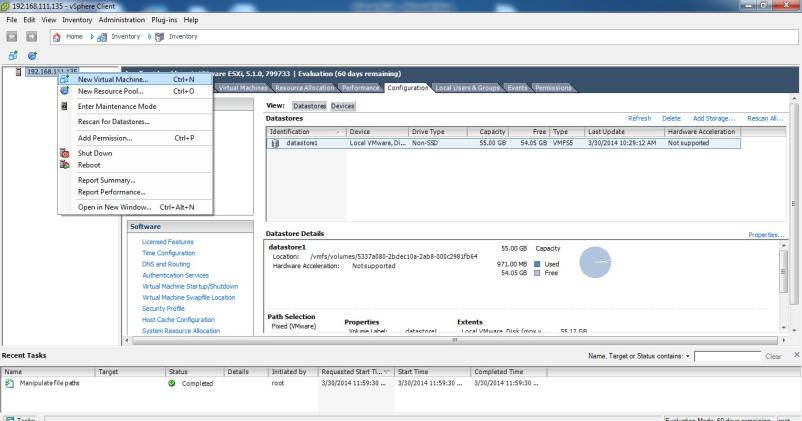 192.168.111.135 - vSphere Client
File Edit View Inventory Administration Plug-ins Help
Home Inventory Inventory
192.168.111.135
ware ESXi, 5.1.0, 799733 | Evaluation (60 days remaining)
Virtual Machines Resource Allocation Performance Configuration Local Users & Groups Events Permissions
New Virtual Machine... Ctrl+N
New Resource Pool... Ctrl+O
Enter Maintenance Mode
Rescan for Datastores...
Add Permission... Ctrl+P
Shut Down
Reboot
Report Summary...
Report Performance...
Open in New Window... Ctrl+Alt+N
View: Datastores Devices
Datastores
Refresh Delete Add Storage... Rescan All...
Identification Device Drive Type Capacity Free Type Last Update Hardware Acceleration
datastore1 Local VMware, Di... Non-SSD 55.00 GB 54.05 GB VMFS5 3/30/2014 10:29:12 AM Not supported
Software
Licensed Features
Time Configuration
DNS and Routing
Authentication Services
Virtual Machine Startup/Shutdown
Virtual Machine Swapfile Location
Security Profile
Host Cache Configuration
System Resource Allocation
Datastore Details
Properties...
datastore1
55.00 GB Capacity
Location: /vmfs/volumes/5337a080-2bdec10a-2ab8-000c2981fb64
Hardware Acceleration: Not supported
971.00 MB Used
54.05 GB Free
Path Selection
Fixed (VMware)
Properties
Volume Label: datastore1
Extents
Local VMware Disk (mpx.v 55.17 GB
Recent Tasks
Name, Target or Status contains: Clear
Name Target Status Details Initiated by Requested Start Ti... Start Time Completed Time
Manipulate file paths Completed root 3/30/2014 11:59:30 ... 3/30/2014 11:59:30 ... 3/30/2014 11:59:30 ...
Tasks
Evaluation Mode: 60 days remaining root